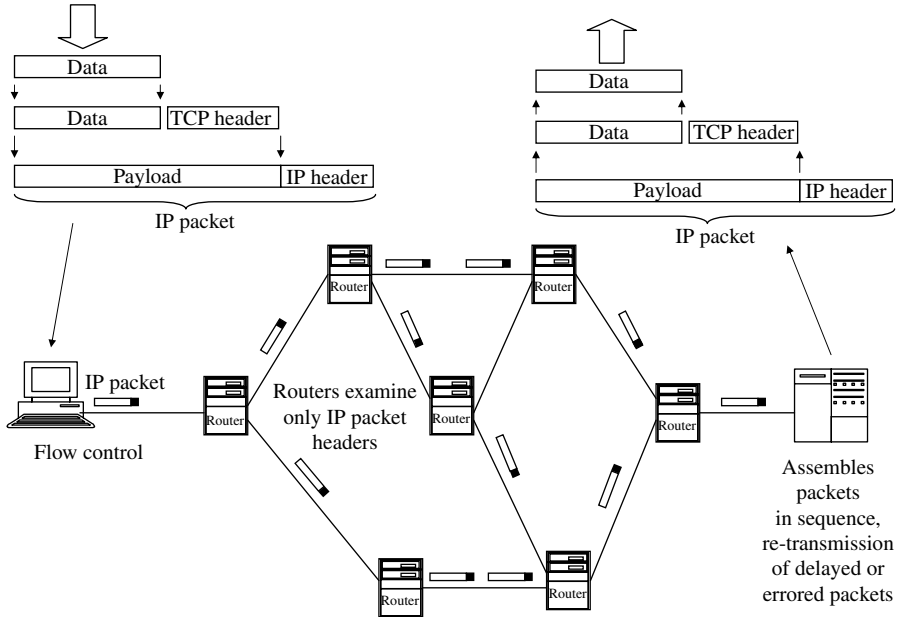 Data
Data TCP header
Payload IP header
IP packet
Data
Data TCP header
Payload IP header
IP packet
Router
Router
IP packet
Router
Routers examine
only IP packet
headers
Router
Router
Flow control
Assembles
packets
in sequence,
re-transmission
of delayed or
errored packets
Router
Router